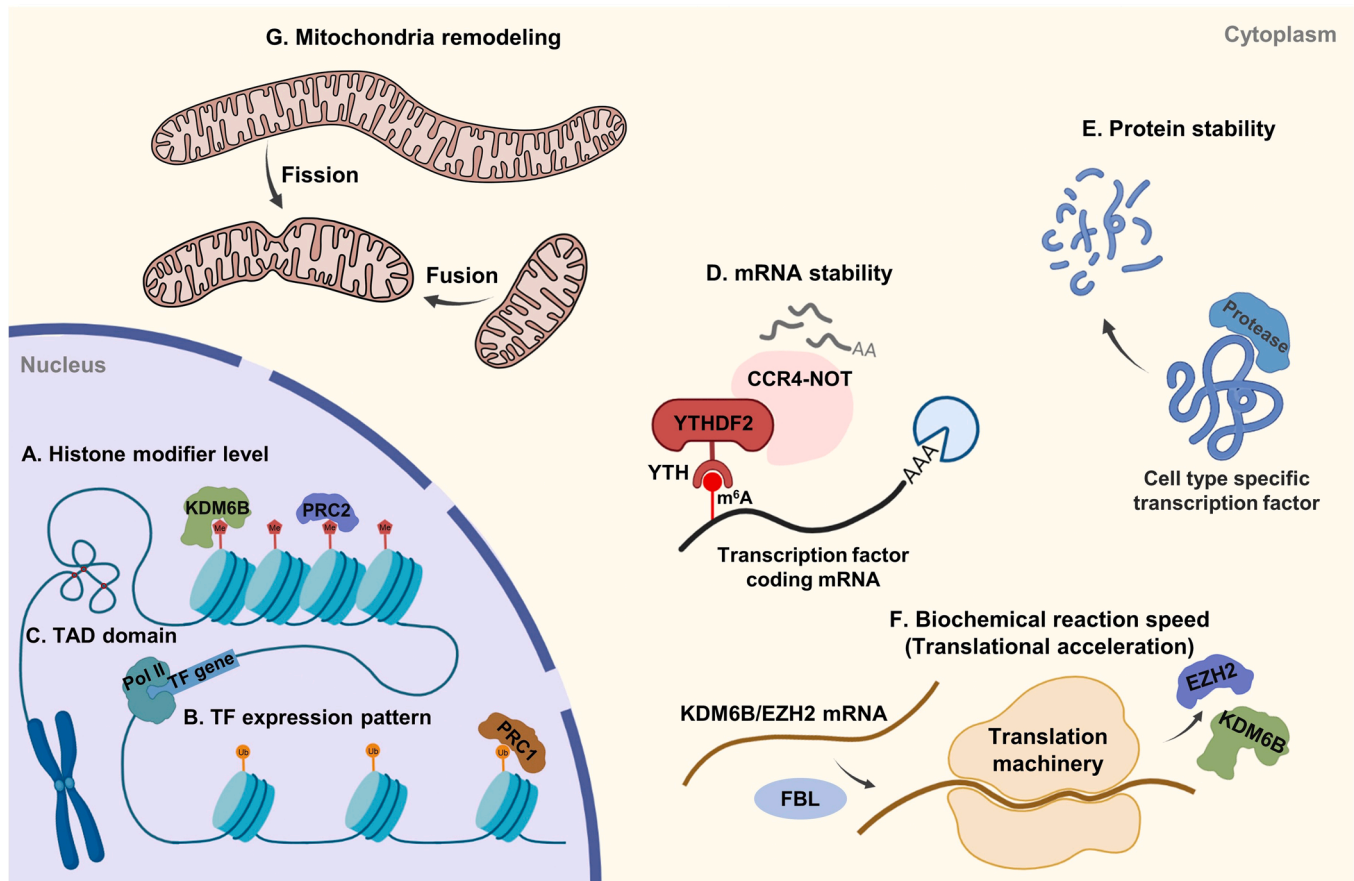 G. Mitochondria remodeling
Cytoplasm
Fission
Fusion
E. Protein stability
Protease
Cell type specific
transcription factor
D. mRNA stability
AA
CCR4-NOT
YTHDF2
YTH
m⁶A
AAA
Transcription factor
coding mRNA
Nucleus
A. Histone modifier level
KDM6B
PRC2
Me
Me
Me
Me
C. TAD domain
Pol II
TF gene
B. TF expression pattern
PRC1
Ub
Ub
Ub
F. Biochemical reaction speed
(Translational acceleration)
KDM6B/EZH2 mRNA
FBL
Translation
machinery
EZH2
KDM6B